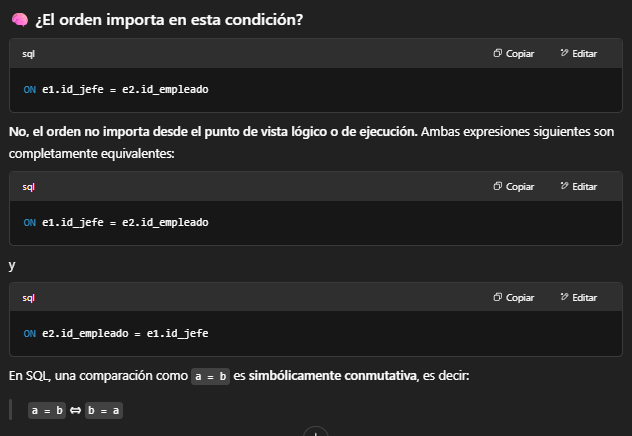 🧠 ¿El orden importa en esta condición?
sql Copiar Editar
ON e1.id_jefe = e2.id_empleado
No, el orden no importa desde el punto de vista lógico o de ejecución. Ambas expresiones siguientes son
completamente equivalentes:
sql Copiar Editar
ON e1.id_jefe = e2.id_empleado
y
sql Copiar Editar
ON e2.id_empleado = e1.id_jefe
En SQL, una comparación como a = b es simbólicamente conmutativa, es decir:
a = b ⇔ b = a